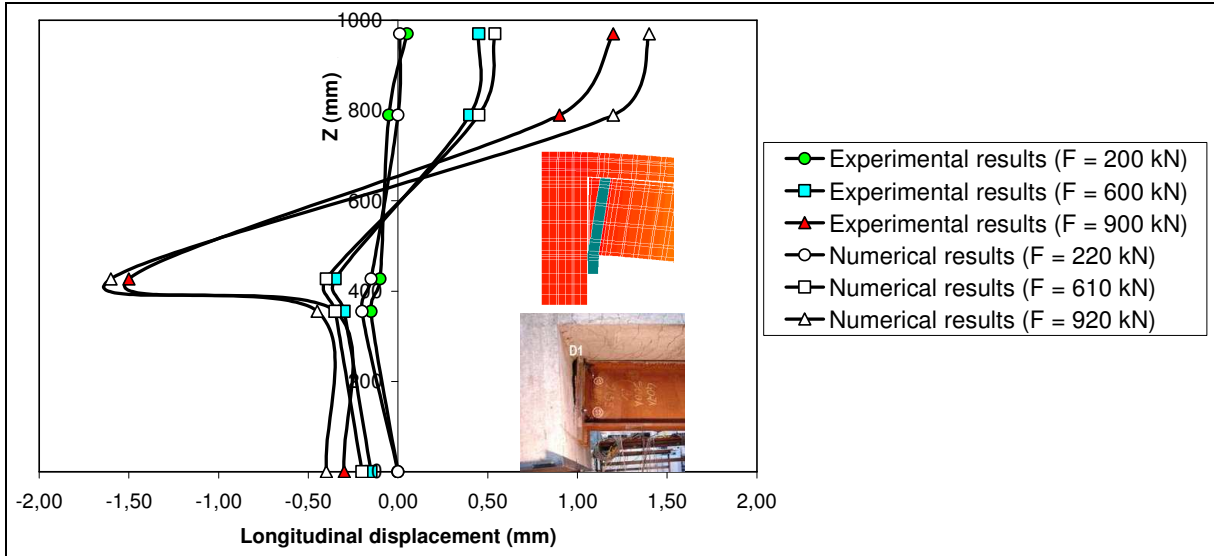 1000
800
600
400
200
0
Z (mm)
-2,00 -1,50 -1,00 -0,50 0,00 0,50 1,00 1,50 2,00
Longitudinal displacement (mm)
D1
Experimental results (F = 200 kN)
Experimental results (F = 600 kN)
Experimental results (F = 900 kN)
Numerical results (F = 220 kN)
Numerical results (F = 610 kN)
Numerical results (F = 920 kN)